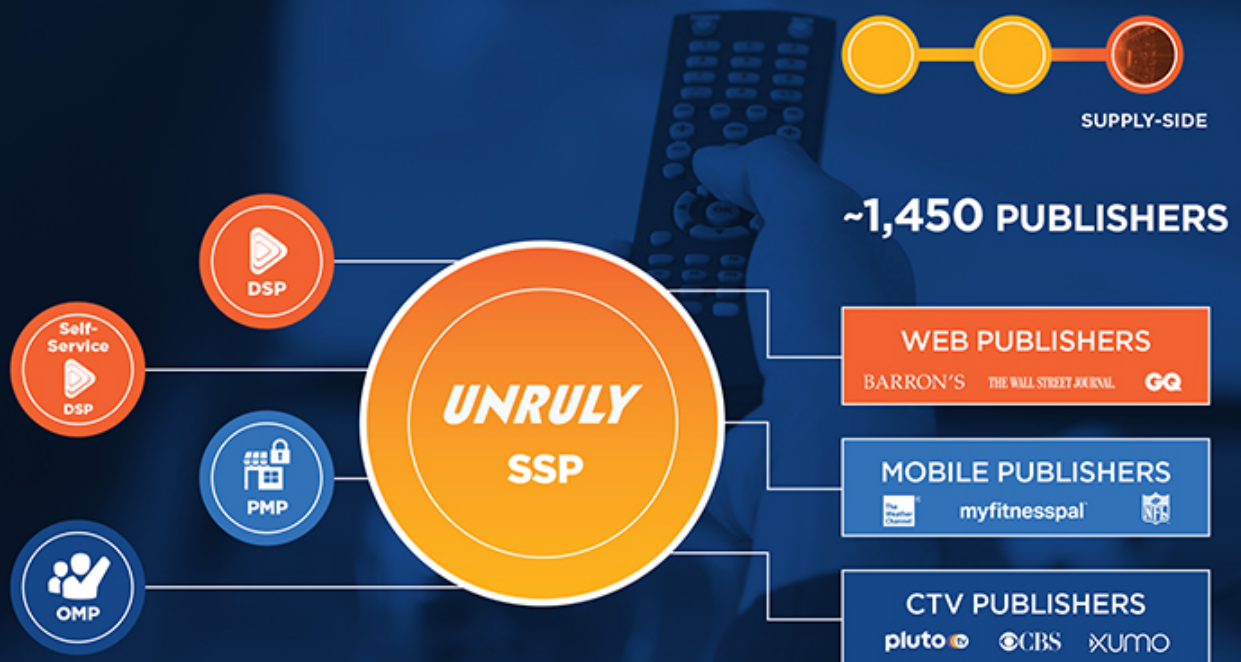 SUPPLY-SIDE
~1,450 PUBLISHERS
DSP
Self-
Service
DSP
PMP
OMP
UNRULY
SSP
WEB PUBLISHERS
BARRON'S THE WALL STREET JOURNAL. GQ
MOBILE PUBLISHERS
The
Weather
Channel
myfitnesspal NFL
CTV PUBLISHERS
pluto tv CBS XUMO